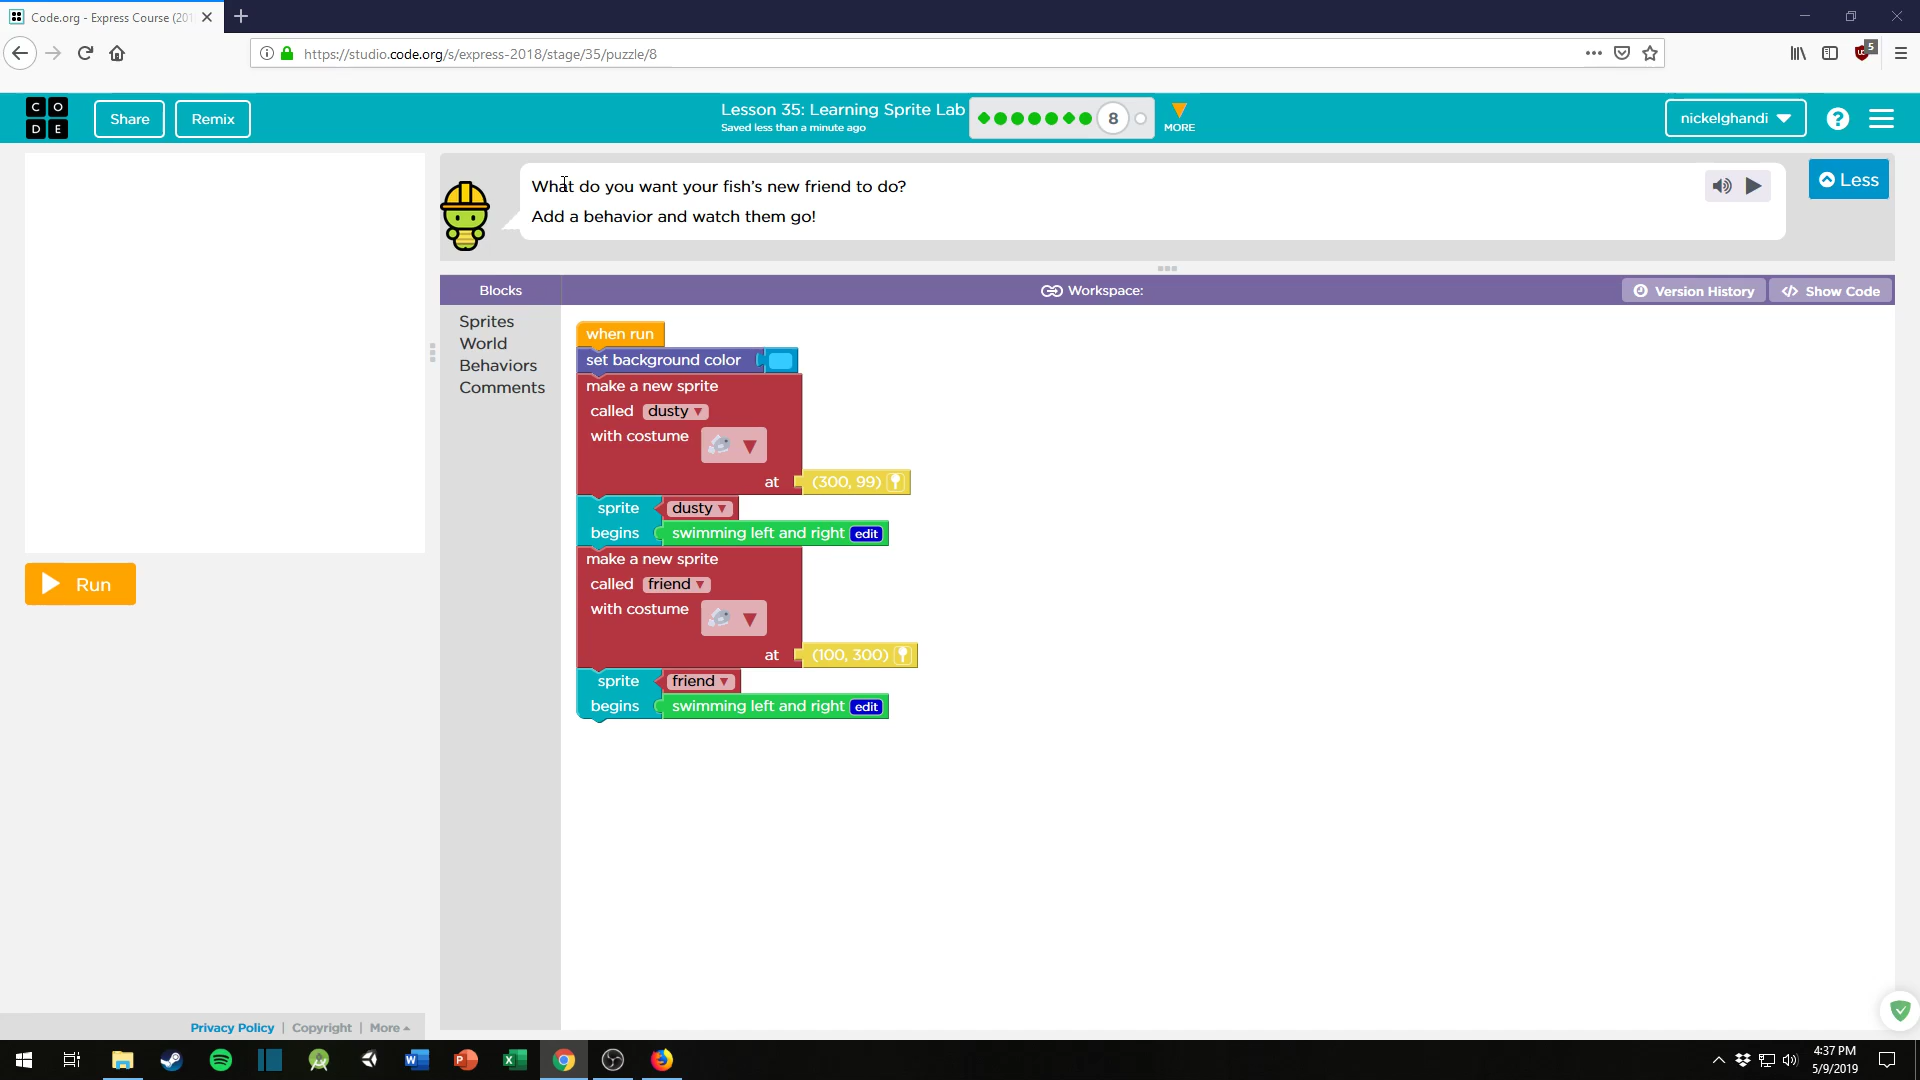 Code.org - Express Course (201
https://studio.code.org/s/express-2018/stage/35/puzzle/8
5
C O
D E
Share
Remix
Lesson 35: Learning Sprite Lab
Saved less than a minute ago
8
MORE
nickelghandi
?
What do you want your fish's new friend to do?
Add a behavior and watch them go!
Less
Blocks
Workspace:
Version History
Show Code
Sprites
World
Behaviors
Comments
when run
set background color
make a new sprite
called dusty
with costume
at (300, 99)
sprite dusty
begins swimming left and right edit
make a new sprite
called friend
with costume
at (100, 300)
sprite friend
begins swimming left and right edit
Run
Privacy Policy | Copyright | More
4:37 PM
5/9/2019